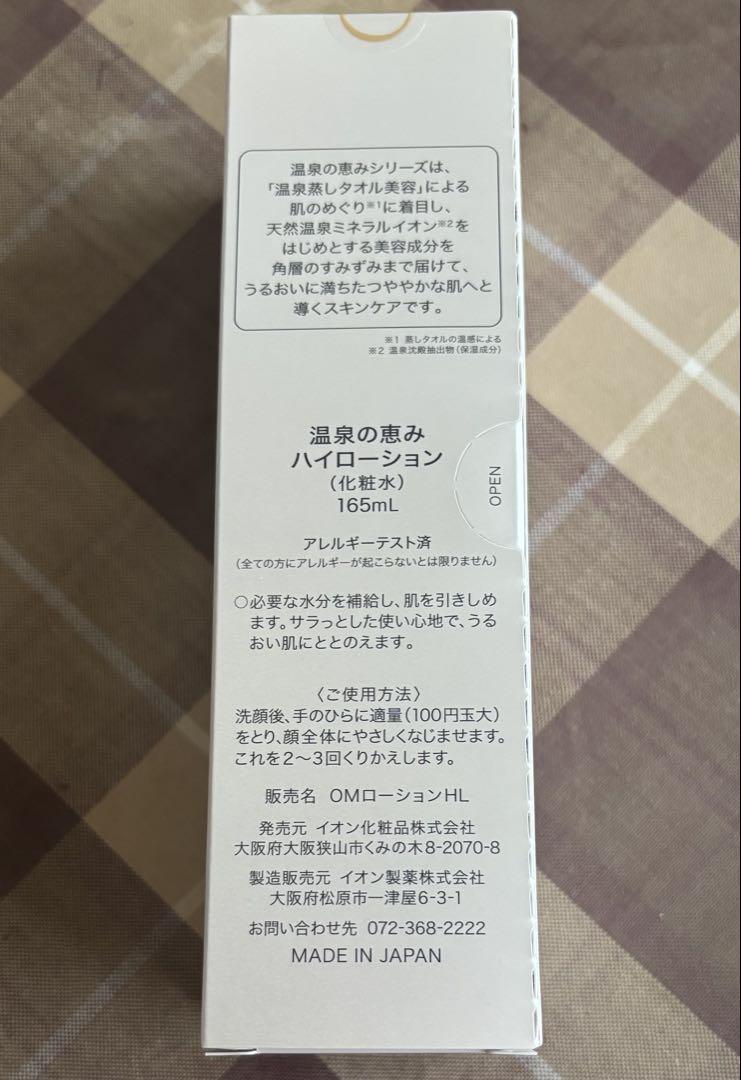 温泉の恵みシリーズは、
「温泉蒸しタオル美容」による
肌のめぐり※1に着目し、
天然温泉ミネラルイオン※2を
はじめとする美容成分を
角層のすみずみまで届けて、
うるおいに満ちたつややかな肌へと
導くスキンケアです。
※1 蒸しタオルの温感による
※2 温泉沈殿抽出物(保湿成分)
温泉の恵み
ハイローション
(化粧水)
165mL
OPEN
アレルギーテスト済
(全ての方にアレルギーが起こらないとは限りません)
○必要な水分を補給し、肌を引きしめ
ます。サラっとした使い心地で、うる
おい肌にととのえます。
〈ご使用方法〉
洗顔後、手のひらに適量(100円玉大)
をとり、顔全体にやさしくなじませます。
これを2〜3回くりかえします。
販売名 OMローションHL
発売元 イオン化粧品株式会社
大阪府大阪狭山市くみの木8-2070-8
製造販売元 イオン製薬株式会社
大阪府松原市一津屋6-3-1
お問い合わせ先 072-368-2222
MADE IN JAPAN